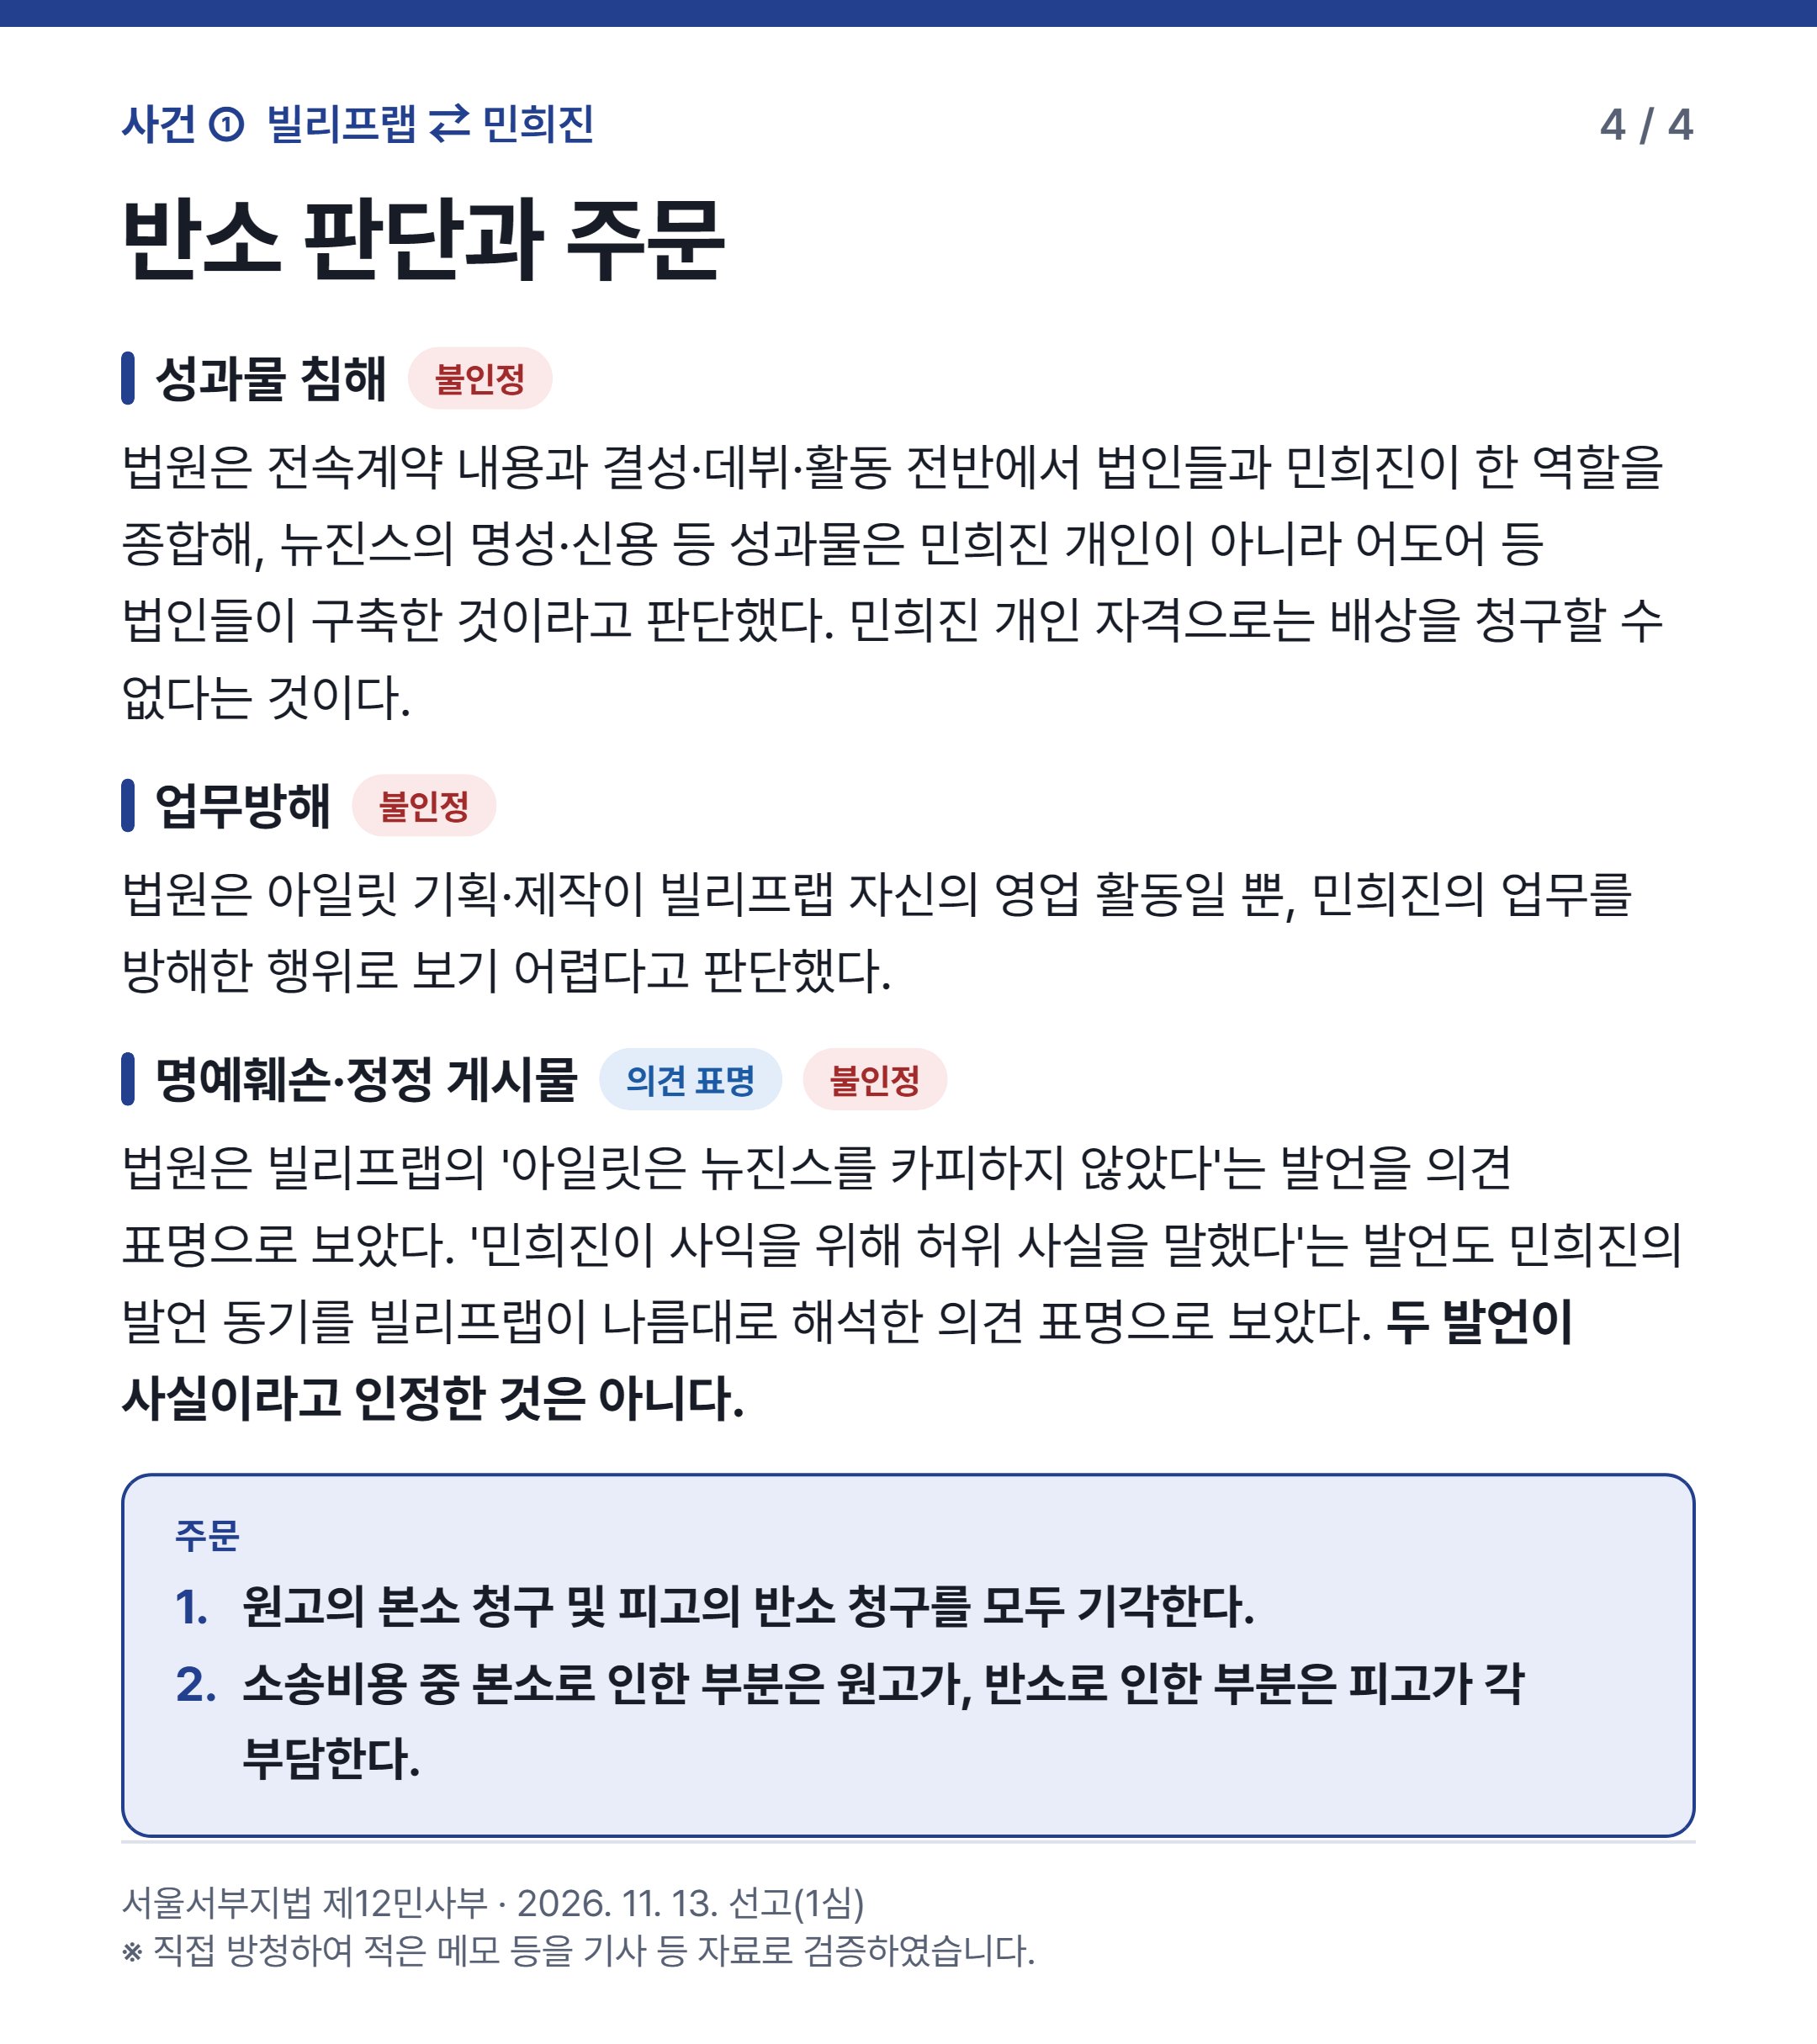 사건 ① 빌리프랩 ⇄ 민희진
4 / 4
반소 판단과 주문
성과물 침해 불인정
법원은 전속계약 내용과 결성·데뷔·활동 전반에서 법인들과 민희진이 한 역할을
종합해, 뉴진스의 명성·신용 등 성과물은 민희진 개인이 아니라 어도어 등
법인들이 구축한 것이라고 판단했다. 민희진 개인 자격으로는 배상을 청구할 수
없다는 것이다.
업무방해 불인정
법원은 아일릿 기획·제작이 빌리프랩 자신의 영업 활동일 뿐, 민희진의 업무를
방해한 행위로 보기 어렵다고 판단했다.
명예훼손·정정 게시물 의견 표명 불인정
법원은 빌리프랩의 '아일릿은 뉴진스를 카피하지 않았다'는 발언을 의견
표명으로 보았다. '민희진이 사익을 위해 허위 사실을 말했다'는 발언도 민희진의
발언 동기를 빌리프랩이 나름대로 해석한 의견 표명으로 보았다. 두 발언이
사실이라고 인정한 것은 아니다.
주문
1. 원고의 본소 청구 및 피고의 반소 청구를 모두 기각한다.
2. 소송비용 중 본소로 인한 부분은 원고가, 반소로 인한 부분은 피고가 각
부담한다.
서울서부지법 제12민사부 · 2026. 11. 13. 선고(1심)
※ 직접 방청하여 적은 메모 등을 기사 등 자료로 검증하였습니다.